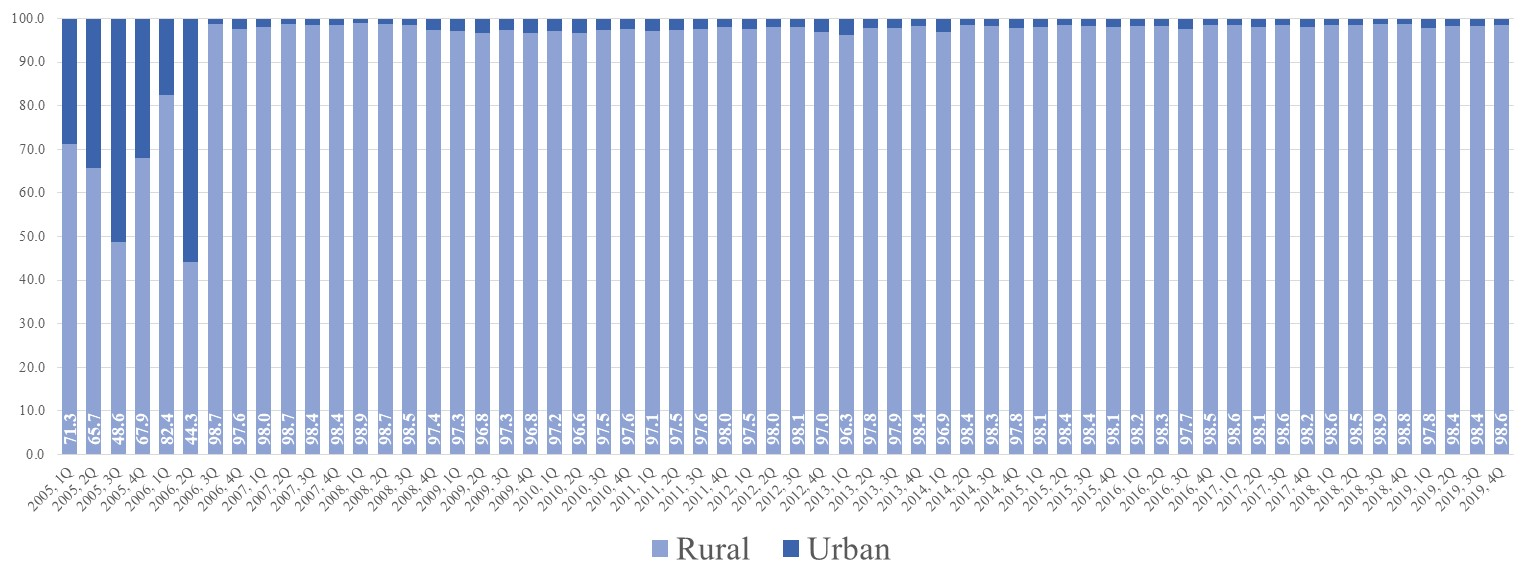 100.0
90.0
80.0
70.0
60.0
50.0
40.0
30.0
20.0
10.0
0.0
71.3
65.7
48.6
67.9
82.4
44.3
98.7
97.6
98.0
98.7
98.4
98.4
98.9
98.7
98.5
97.4
97.3
96.8
97.3
96.8
97.2
96.6
97.5
97.6
97.1
97.5
97.6
98.0
97.5
98.0
98.1
97.0
96.3
97.8
97.9
98.4
96.9
98.4
98.3
97.8
98.1
98.4
98.4
98.1
98.2
98.3
97.7
98.5
98.6
98.1
98.6
98.2
98.6
98.5
98.9
98.8
97.8
98.4
98.4
98.6
2005, 1Q
2005, 2Q
2005, 3Q
2005, 4Q
2006, 1Q
2006, 2Q
2006, 3Q
2006, 4Q
2007, 1Q
2007, 2Q
2007, 3Q
2007, 4Q
2008, 1Q
2008, 2Q
2008, 3Q
2008, 4Q
2009, 1Q
2009, 2Q
2009, 3Q
2009, 4Q
2010, 1Q
2010, 2Q
2010, 3Q
2010, 4Q
2011, 1Q
2011, 2Q
2011, 3Q
2011, 4Q
2012, 1Q
2012, 2Q
2012, 3Q
2012, 4Q
2013, 1Q
2013, 2Q
2013, 3Q
2013, 4Q
2014, 1Q
2014, 2Q
2014, 3Q
2014, 4Q
2015, 1Q
2015, 2Q
2015, 3Q
2015, 4Q
2016, 1Q
2016, 2Q
2016, 3Q
2016, 4Q
2017, 1Q
2017, 2Q
2017, 3Q
2017, 4Q
2018, 1Q
2018, 2Q
2018, 3Q
2018, 4Q
2019, 1Q
2019, 2Q
2019, 3Q
2019, 4Q
Rural Urban